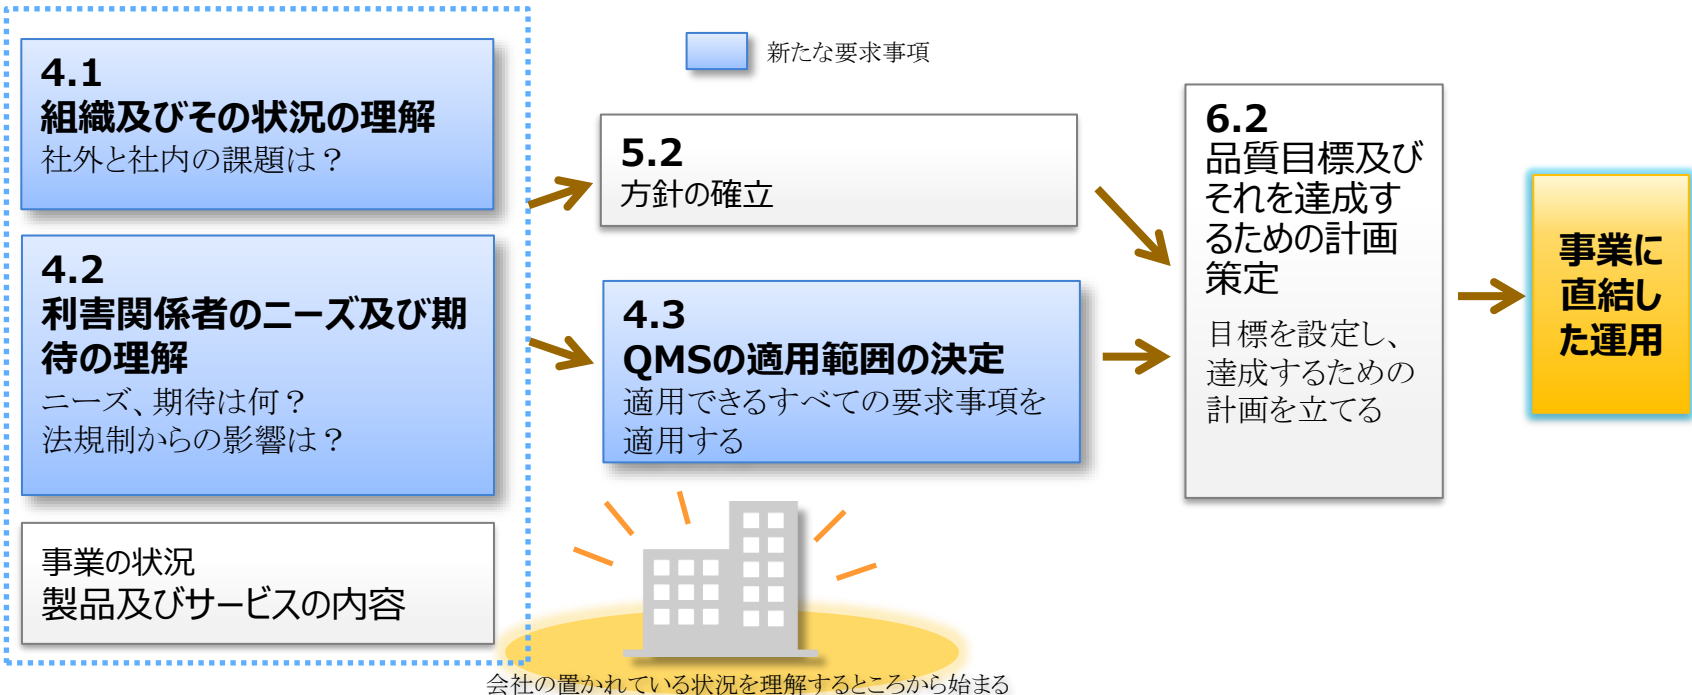 4.1
組織及びその状況の理解
社外と社内の課題は？
4.2
利害関係者のニーズ及び期
待の理解
ニーズ、期待は何？
法規制からの影響は？
事業の状況
製品及びサービスの内容
新たな要求事項
5.2
方針の確立
4.3
QMSの適用範囲の決定
適用できるすべての要求事項を
適用する
6.2
品質目標及び
それを達成す
るための計画
策定
目標を設定し、
達成するための
計画を立てる
事業に
直結し
た運用
会社の置かれている状況を理解するところから始まる